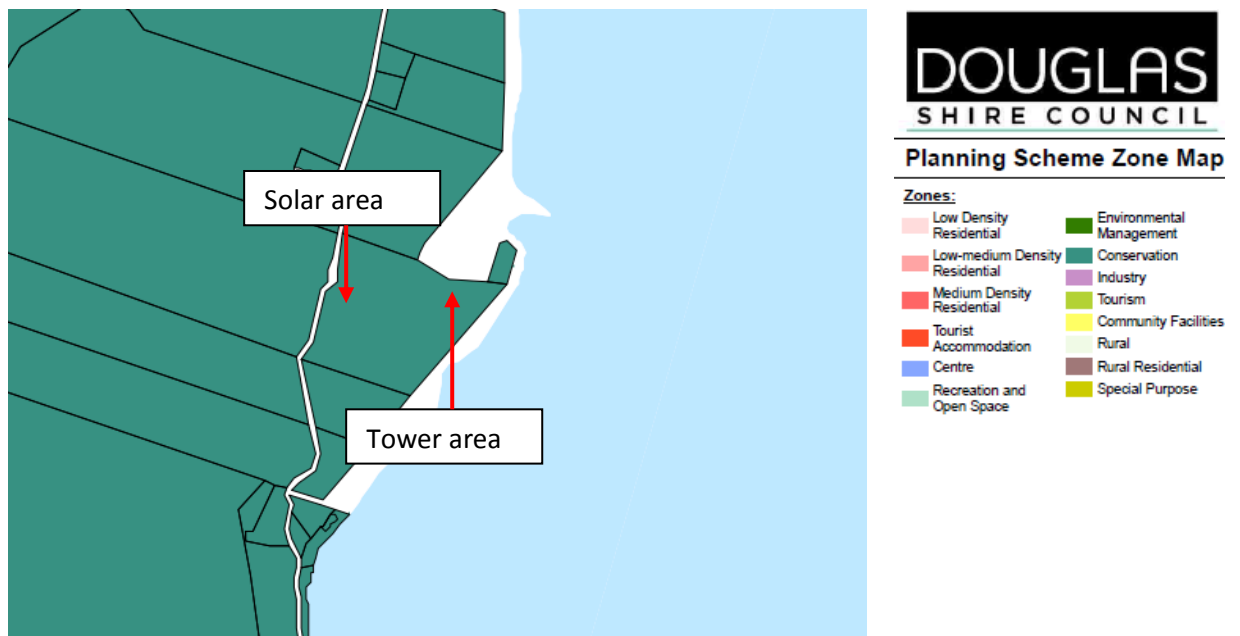 Solar area
Tower area
DOUGLAS
SHIRE COUNCIL
Planning Scheme Zone Map
Zones:
Low Density
Residential
Low-medium Density
Residential
Medium Density
Residential
Tourist
Accommodation
Centre
Recreation and
Open Space
Environmental
Management
Conservation
Industry
Tourism
Community Facilities
Rural
Rural Residential
Special Purpose